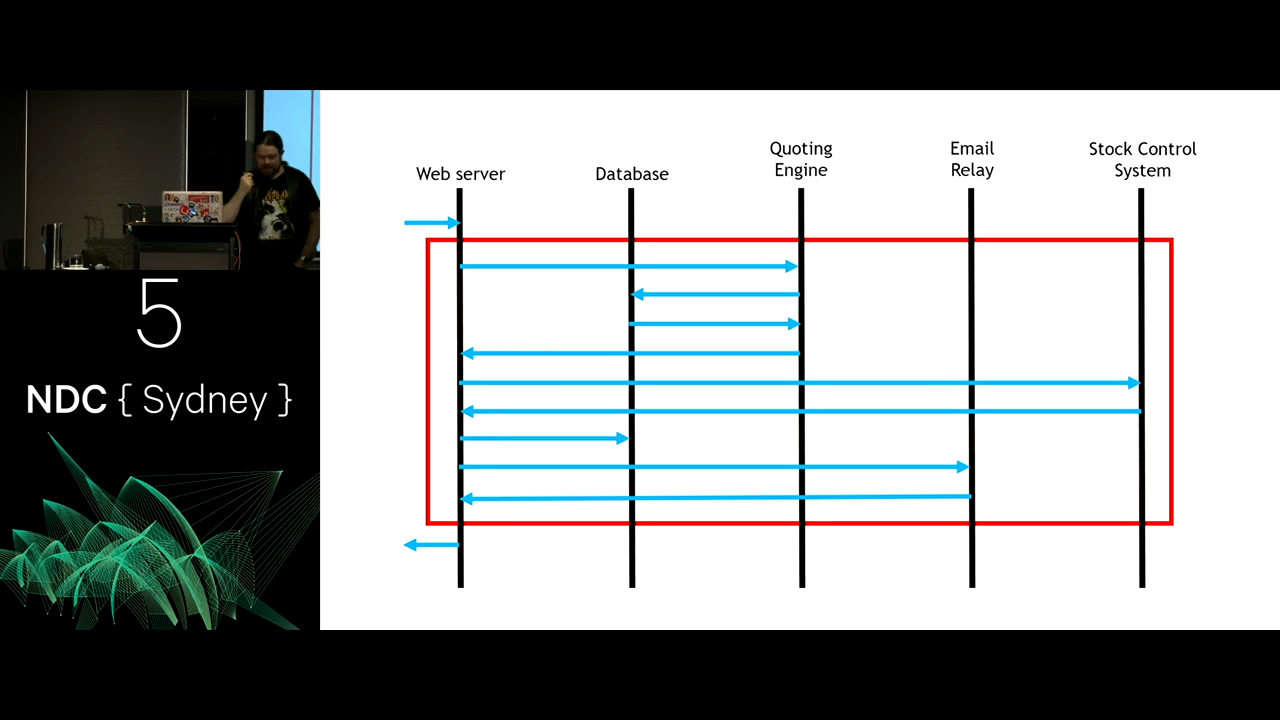 Web server
Database
Quoting
Engine
Email
Relay
Stock Control
System
5
NDC { Sydney }